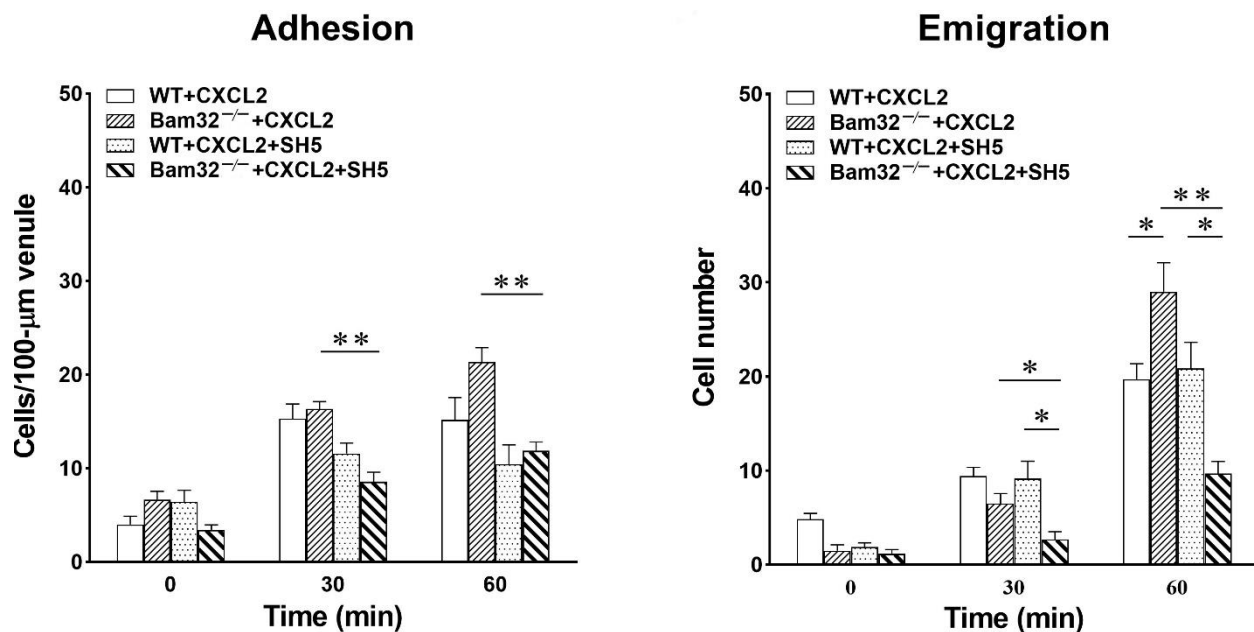 Adhesion
WT+CXCL2
Bam32⁻/⁻+CXCL2
WT+CXCL2+SH5
Bam32⁻/⁻+CXCL2+SH5
Cells/100-μm venule
50
40
30
20
10
0
**
**
0 30 60
Time (min)
Emigration
WT+CXCL2
Bam32⁻/⁻+CXCL2
WT+CXCL2+SH5
Bam32⁻/⁻+CXCL2+SH5
Cell number
50
40
30
20
10
0
**
* *
*
*
0 30 60
Time (min)